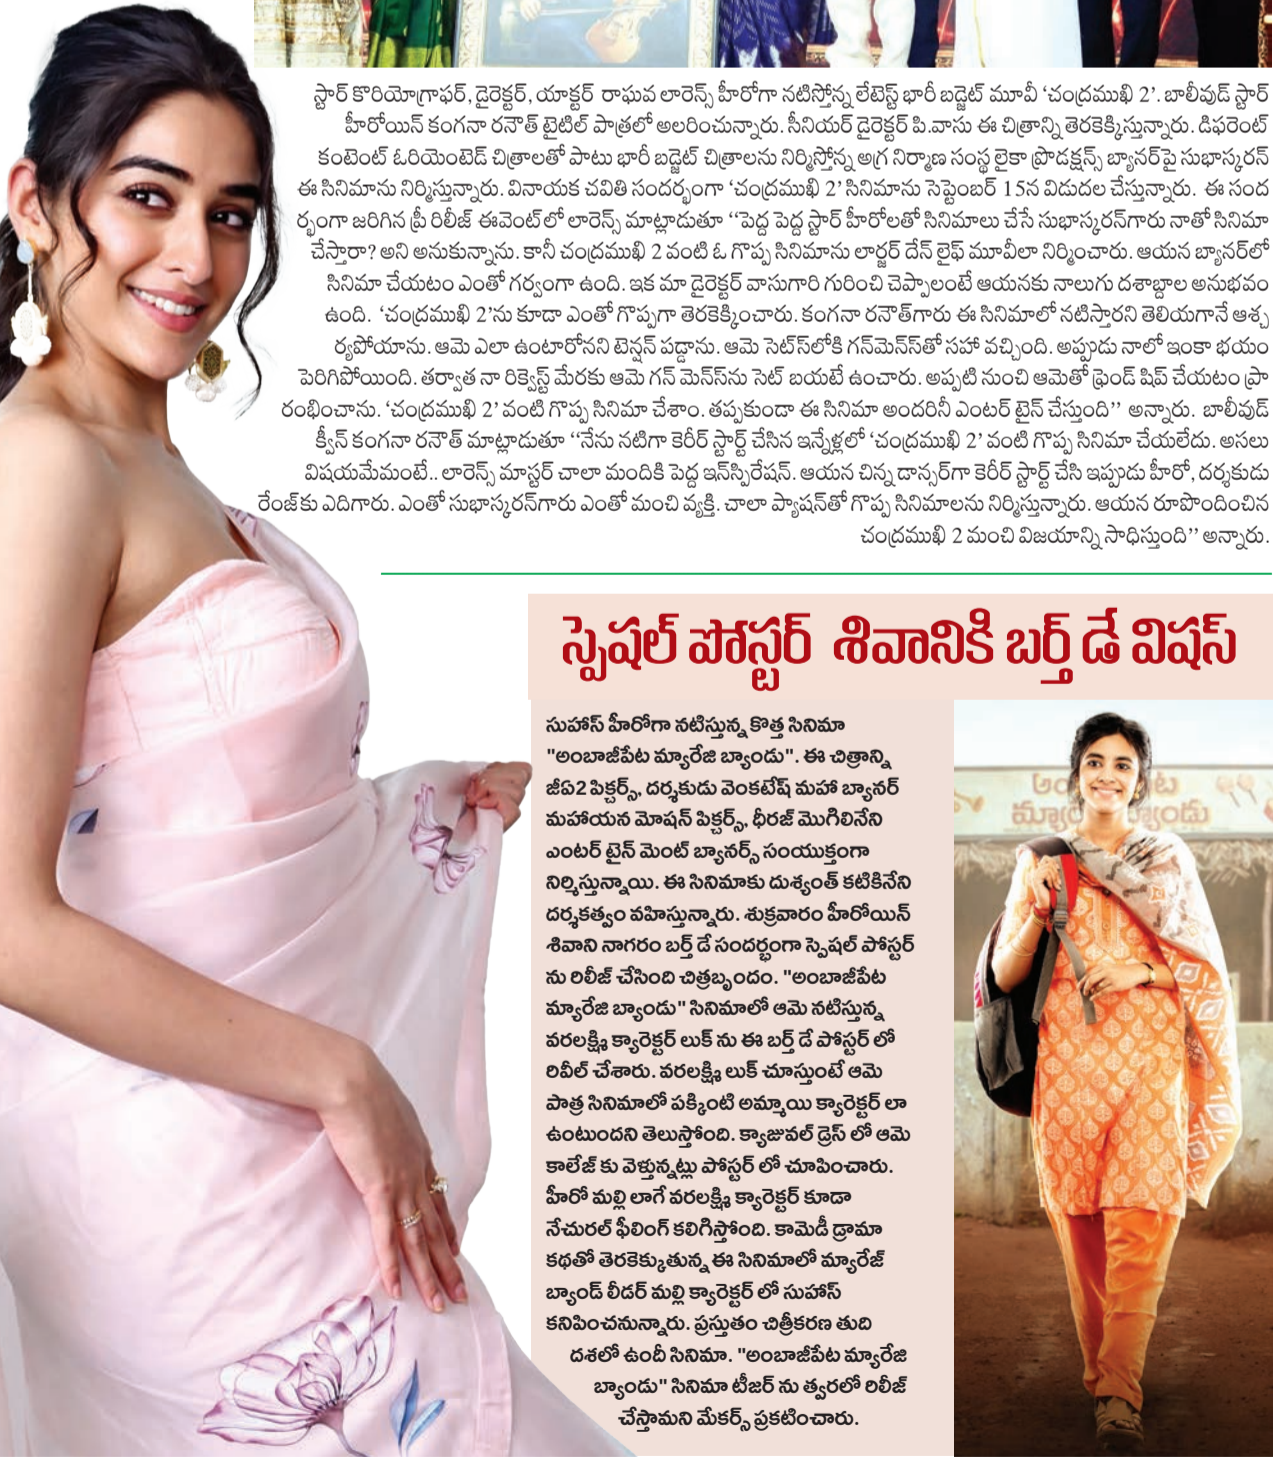 స్టార్ కొరియోగ్రాఫర్, డైరెక్టర్, యాక్టర్ రాఘవ లారెన్స్ హీరోగా నటిస్తోన్న లేటెస్ట్ భారీ బడ్జెట్ మూవీ ‘చంద్రముఖి 2’. బాలీవుడ్ స్టార్
హీరోయిన్ కంగనా రనౌత్ టైటిల్ పాత్రలో అలరించనున్నారు. సీనియర్ డైరెక్టర్ పి.వాసు ఈ చిత్రాన్ని తెరకెక్కిస్తున్నారు. డిఫరెంట్
కంటెంట్ ఓరియెంటెడ్ చిత్రాలతో పాటు భారీ బడ్జెట్ చిత్రాలను నిర్మిస్తోన్న అగ్ర నిర్మాణ సంస్థ లైకా ప్రొడక్షన్స్ బ్యానర్‌పై సుభాస్కరన్
ఈ సినిమాను నిర్మిస్తున్నారు. వినాయక చవితి సందర్భంగా ‘చంద్రముఖి 2’ సినిమాను సెప్టెంబర్ 15న విడుదల చేస్తున్నారు. ఈ సంద
ర్భంగా జరిగిన ప్రీ రిలీజ్ ఈవెంట్‌లో లారెన్స్ మాట్లాడుతూ ‘‘పెద్ద పెద్ద స్టార్ హీరోలతో సినిమాలు చేసే సుభాస్కరన్‌గారు నాతో సినిమా
చేస్తారా? అని అనుకున్నాను. కానీ చంద్రముఖి 2 వంటి ఓ గొప్ప సినిమాను లార్జర్ దేన్ లైఫ్ మూవీలా నిర్మించారు. ఆయన బ్యానర్‌లో
సినిమా చేయటం ఎంతో గర్వంగా ఉంది. ఇక మా డైరెక్టర్ వాసుగారి గురించి చెప్పాలంటే ఆయనకు నాలుగు దశాబ్దాల అనుభవం
ఉంది. ‘చంద్రముఖి 2’ను కూడా ఎంతో గొప్పగా తెరకెక్కించారు. కంగనా రనౌత్‌గారు ఈ సినిమాలో నటిస్తారని తెలియగానే ఆశ్చ
ర్యపోయాను. ఆమె ఎలా ఉంటారోనని టెన్షన్ పడ్డాను. ఆమె సెట్స్‌లోకి గన్‌మెన్స్‌తో సహా వచ్చింది. అప్పుడు నాలో ఇంకా భయం
పెరిగిపోయింది. తర్వాత నా రిక్వెస్ట్ మేరకు ఆమె గన్ మెన్స్‌ను సెట్ బయటే ఉంచారు. అప్పటి నుంచి ఆమెతో ఫ్రెండ్ షిప్ చేయటం ప్రా
రంభించాను. ‘చంద్రముఖి 2’ వంటి గొప్ప సినిమా చేశాం. తప్పకుండా ఈ సినిమా అందరినీ ఎంటర్ టైన్ చేస్తుంది’’ అన్నారు. బాలీవుడ్
క్వీన్ కంగనా రనౌత్ మాట్లాడుతూ ‘‘నేను నటిగా కెరీర్ స్టార్ట్ చేసిన ఇన్నేళ్లలో ‘చంద్రముఖి 2’ వంటి గొప్ప సినిమా చేయలేదు. అసలు
విషయమేమంటే.. లారెన్స్ మాస్టర్ చాలా మందికి పెద్ద ఇన్‌స్పిరేషన్. ఆయన చిన్న డాన్సర్‌గా కెరీర్ స్టార్ట్ చేసి ఇప్పుడు హీరో, దర్శకుడు
రేంజ్‌కు ఎదిగారు. ఎంతో సుభాస్కరన్‌గారు ఎంతో మంచి వ్యక్తి. చాలా ప్యాషన్‌తో గొప్ప సినిమాలను నిర్మిస్తున్నారు. ఆయన రూపొందించిన
చంద్రముఖి 2 మంచి విజయాన్ని సాధిస్తుంది’’ అన్నారు.
స్పెషల్ పోస్టర్ శివానికి బర్త్ డే విషస్
సుహాస్ హీరోగా నటిస్తున్న కొత్త సినిమా
"అంబాజీపేట మ్యారేజి బ్యాండు". ఈ చిత్రాన్ని
జీఏ2 పిక్చర్స్, దర్శకుడు వెంకటేష్ మహా బ్యానర్
మహాయన మోషన్ పిక్చర్స్, ధీరజ్ మొగిలినేని
ఎంటర్ టైన్ మెంట్ బ్యానర్స్ సంయుక్తంగా
నిర్మిస్తున్నాయి. ఈ సినిమాకు దుశ్యంత్ కటికినేని
దర్శకత్వం వహిస్తున్నారు. శుక్రవారం హీరోయిన్
శివాని నాగరం బర్త్ డే సందర్భంగా స్పెషల్ పోస్టర్
ను రిలీజ్ చేసింది చిత్రబృందం. "అంబాజీపేట
మ్యారేజి బ్యాండు" సినిమాలో ఆమె నటిస్తున్న
వరలక్ష్మి క్యారెక్టర్ లుక్ ను ఈ బర్త్ డే పోస్టర్ లో
రివీల్ చేశారు. వరలక్ష్మి లుక్ చూస్తుంటే ఆమె
పాత్ర సినిమాలో పక్కింటి అమ్మాయి క్యారెక్టర్ లా
ఉంటుందని తెలుస్తోంది. క్యాజువల్ డ్రెస్ లో ఆమె
కాలేజ్ కు వెళ్తున్నట్లు పోస్టర్ లో చూపించారు.
హీరో మల్లి లాగే వరలక్ష్మి క్యారెక్టర్ కూడా
నేచురల్ ఫీలింగ్ కలిగిస్తోంది. కామెడీ డ్రామా
కథతో తెరకెక్కుతున్న ఈ సినిమాలో మ్యారేజ్
బ్యాండ్ లీడర్ మల్లి క్యారెక్టర్ లో సుహాస్
కనిపించనున్నారు. ప్రస్తుతం చిత్రీకరణ తుది
దశలో ఉందీ సినిమా. "అంబాజీపేట మ్యారేజి
బ్యాండు" సినిమా టీజర్ ను త్వరలో రిలీజ్
చేస్తామని మేకర్స్ ప్రకటించారు.